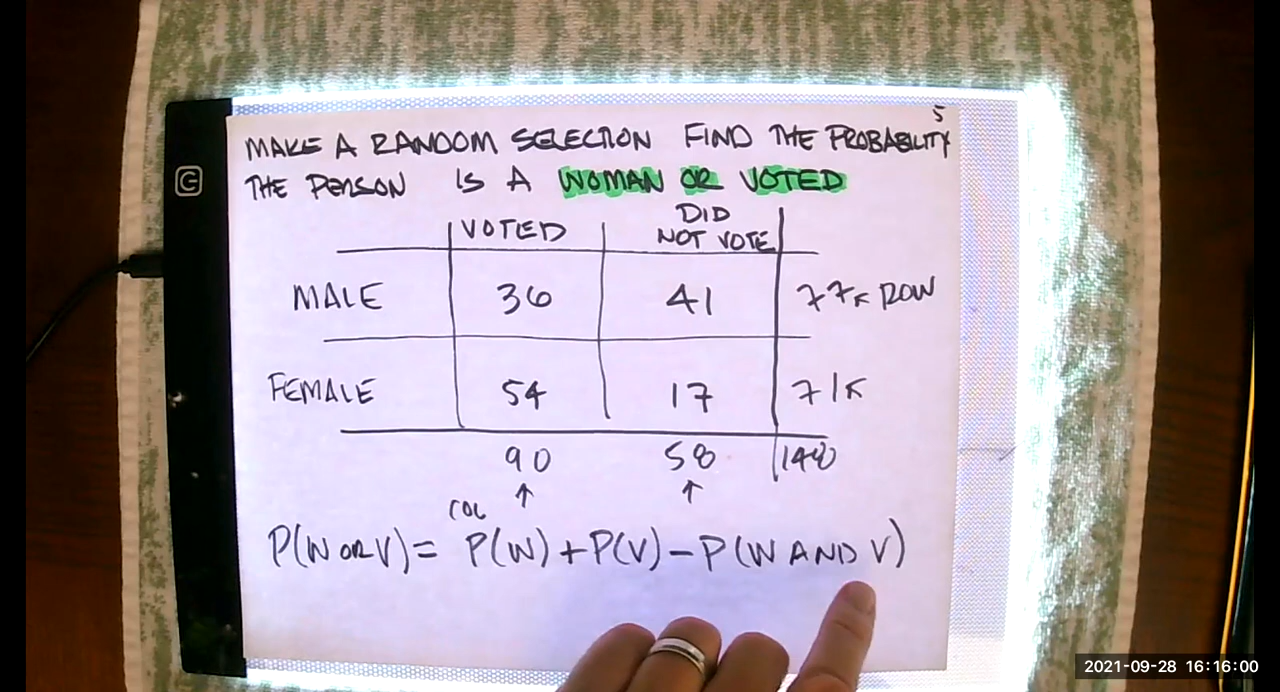 5
MAKE A RANDOM SELECTION FIND THE PROBABILITY
THE PERSON IS A WOMAN OR VOTED
VOTED DID NOT VOTE
MALE 36 41 77← ROW
FEMALE 54 17 71←
90 58 148
COL ↑ ↑
P(W OR V) = P(W) + P(V) - P(W AND V)
2021-09-28 16:16:00